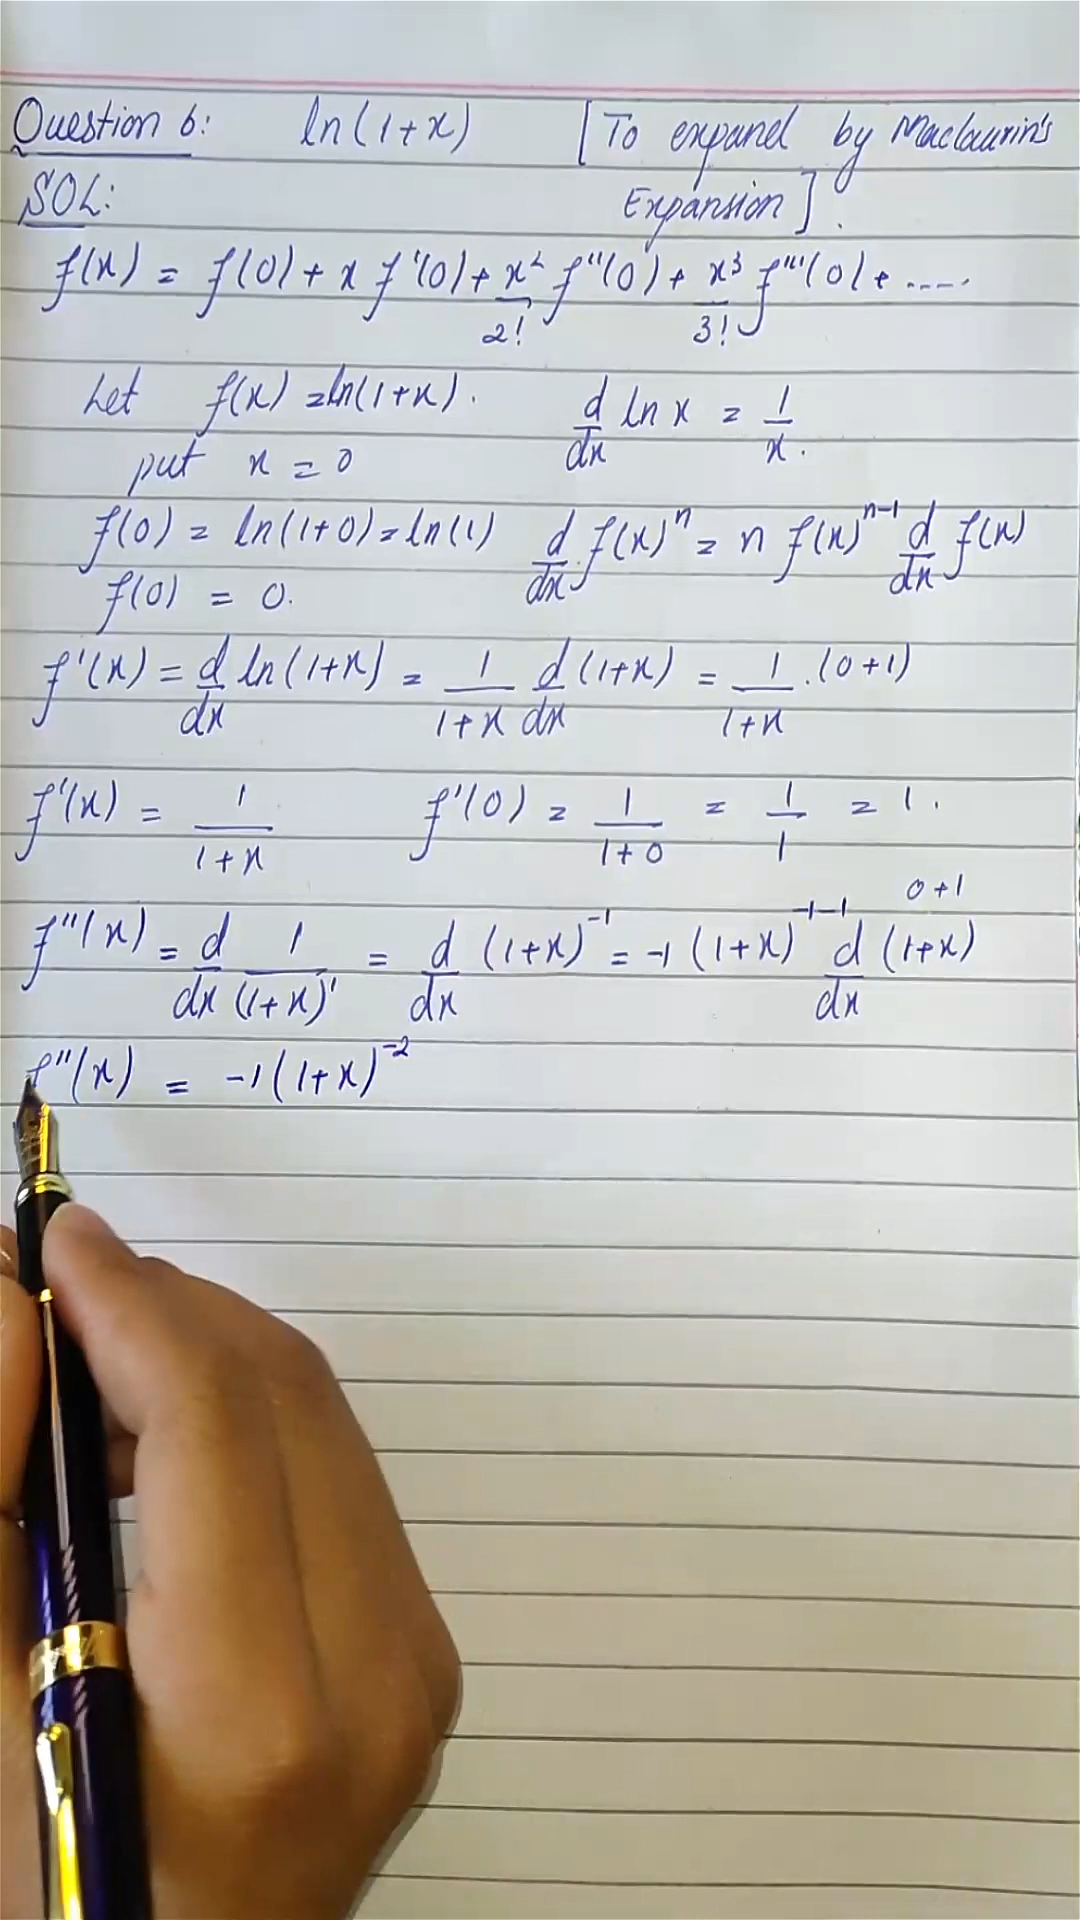 Question 6: ln(1+x) [To expand by Maclaurin's
Expansion].
SOL:
f(x) = f(0) + x f'(0) + x²/2! f''(0) + x³/3! f'''(0) + .....
Let f(x) = ln(1+x). d/dx ln x = 1/x.
put x = 0
f(0) = ln(1+0) = ln(1) d/dx f(x)ⁿ = n f(x)ⁿ⁻¹ d/dx f(x)
f(0) = 0.
f'(x) = d/dx ln(1+x) = 1/(1+x) d/dx (1+x) = 1/(1+x) . (0+1)
f'(x) = 1/(1+x) f'(0) = 1/(1+0) = 1/1 = 1.
0+1
f''(x) = d/dx 1/(1+x)¹ = d/dx (1+x)⁻¹ = -1 (1+x)⁻¹⁻¹ d/dx (1+x)
f''(x) = -1(1+x)⁻²